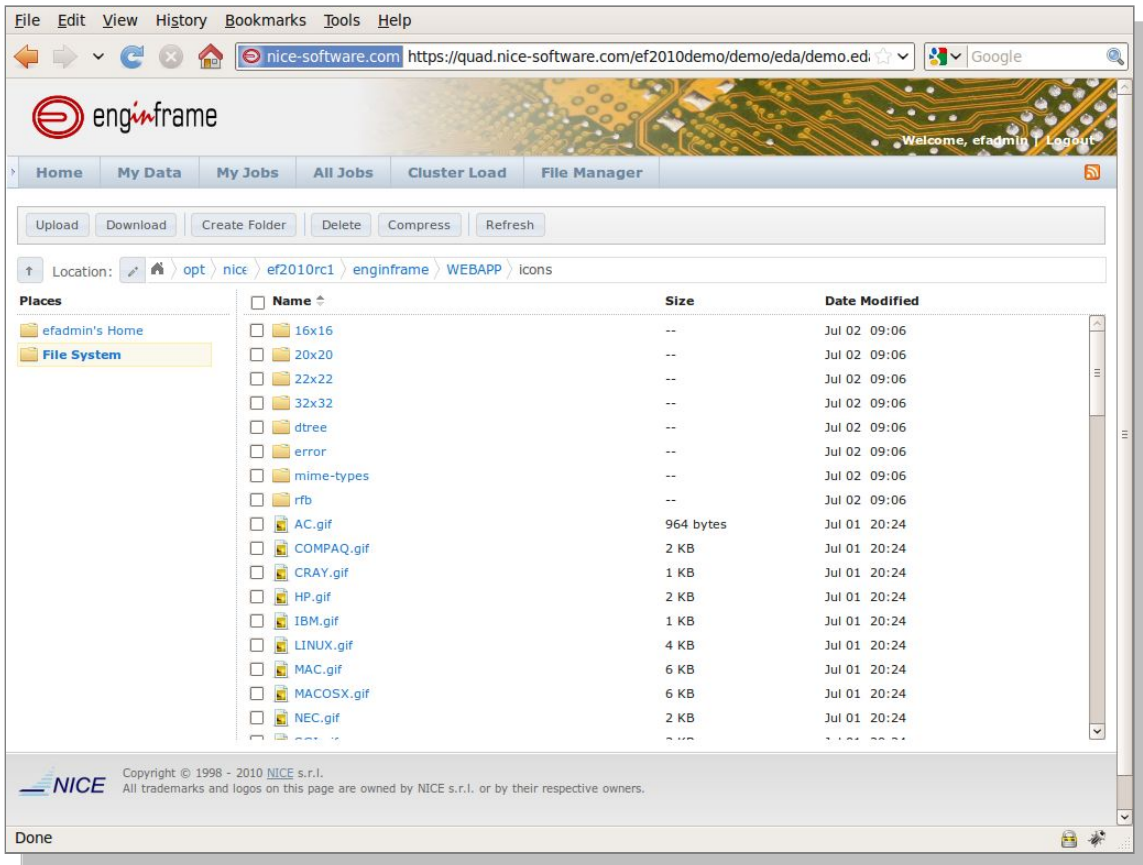 File Edit View History Bookmarks Tools Help
nice-software.com https://quad.nice-software.com/ef2010demo/demo/eda/demo.eda Google
enginframe
Welcome, efadmin | Logout
Home My Data My Jobs All Jobs Cluster Load File Manager
Upload Download Create Folder Delete Compress Refresh
Location: opt nice ef2010rc1 enginframe WEBAPP icons
Places Name Size Date Modified
efadmin's Home 16x16 -- Jul 02 09:06
File System 20x20 -- Jul 02 09:06
22x22 -- Jul 02 09:06
32x32 -- Jul 02 09:06
dtree -- Jul 02 09:06
error -- Jul 02 09:06
mime-types -- Jul 02 09:06
rfb -- Jul 02 09:06
AC.gif 964 bytes Jul 01 20:24
COMPAQ.gif 2 KB Jul 01 20:24
CRAY.gif 1 KB Jul 01 20:24
HP.gif 2 KB Jul 01 20:24
IBM.gif 1 KB Jul 01 20:24
LINUX.gif 4 KB Jul 01 20:24
MAC.gif 6 KB Jul 01 20:24
MACOSX.gif 6 KB Jul 01 20:24
NEC.gif 2 KB Jul 01 20:24
NICE
Copyright © 1998 - 2010 NICE s.r.l.
All trademarks and logos on this page are owned by NICE s.r.l. or by their respective owners.
Done